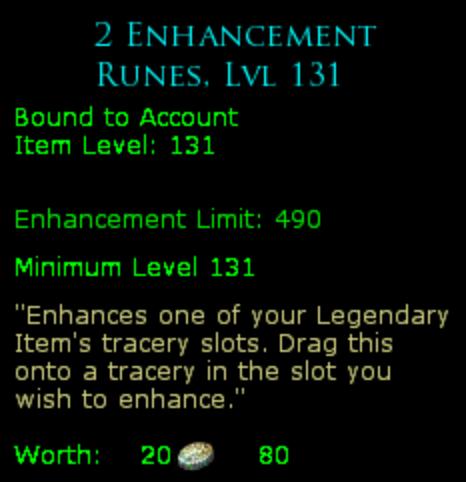 2 Enhancement
Runes, Lvl 131
Bound to Account
Item Level: 131
Enhancement Limit: 490
Minimum Level 131
"Enhances one of your Legendary
Item's tracery slots. Drag this
onto a tracery in the slot you
wish to enhance."
Worth: 20 80